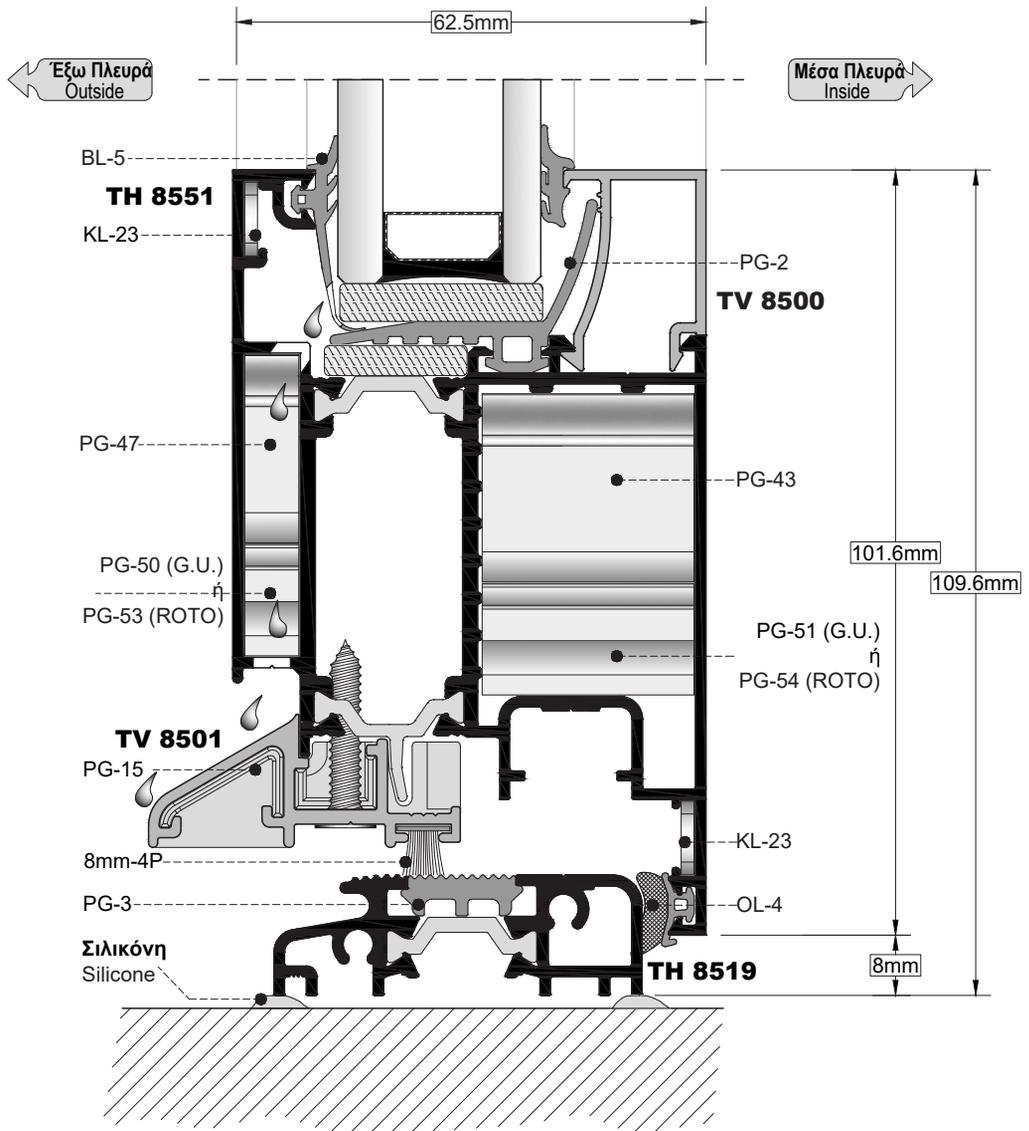 62.5mm
Έξω Πλευρά
Outside
Μέσα Πλευρά
Inside
BL-5
TH 8551
KL-23
PG-2
TV 8500
PG-47
PG-43
PG-50 (G.U.)
ή
PG-53 (ROTO)
101.6mm
109.6mm
PG-51 (G.U.)
ή
PG-54 (ROTO)
TV 8501
PG-15
8mm-4P
KL-23
PG-3
OL-4
Σιλικόνη
Silicone
TH 8519
8mm